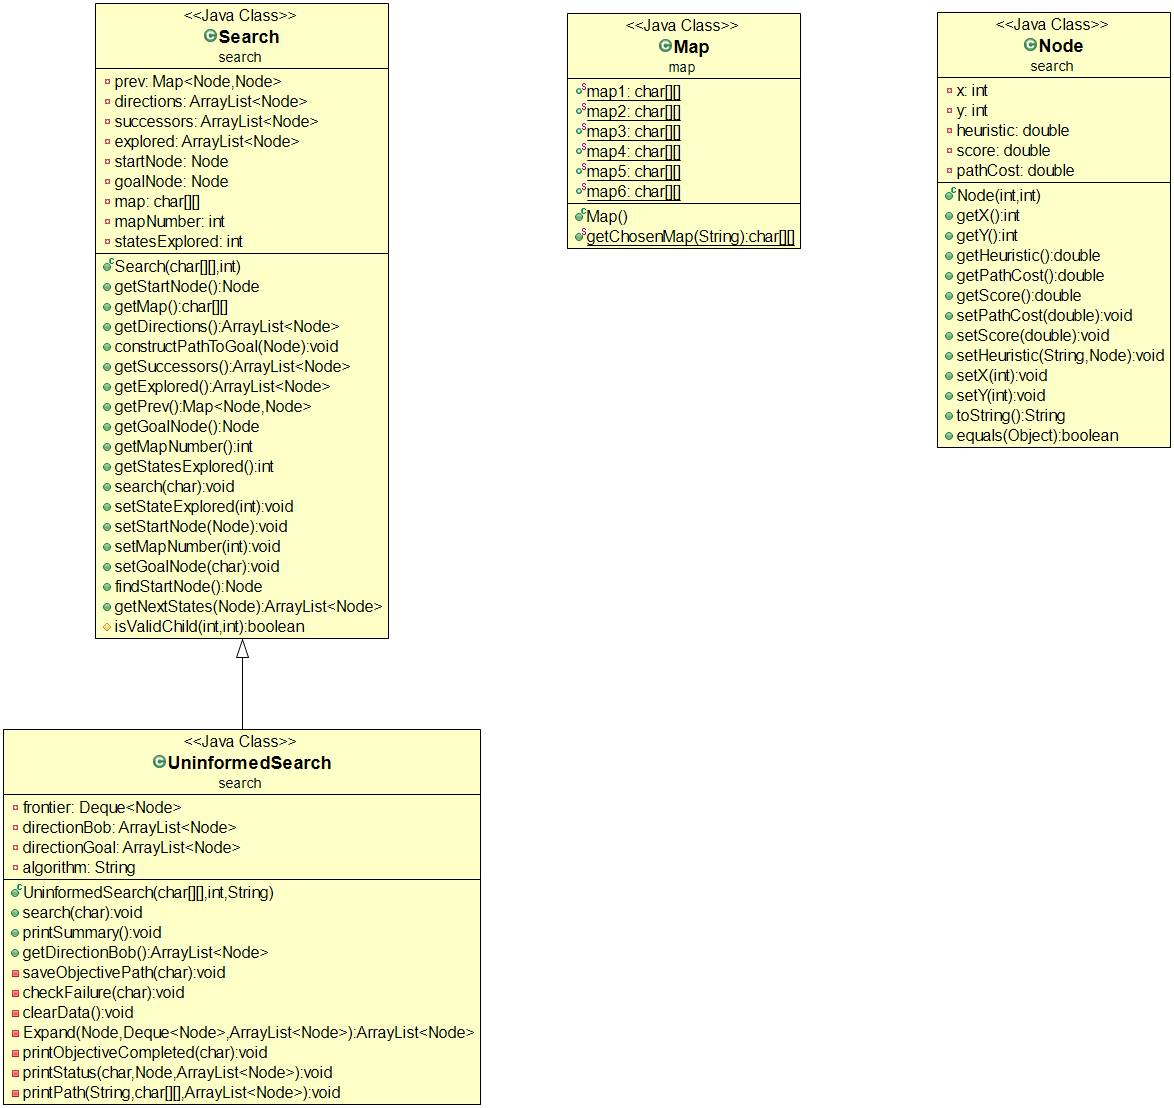 <<Java Class>>
Search
search
prev: Map<Node,Node>
directions: ArrayList<Node>
successors: ArrayList<Node>
explored: ArrayList<Node>
startNode: Node
goalNode: Node
map: char[][]
mapNumber: int
statesExplored: int
Search(char[][],int)
getStartNode():Node
getMap():char[][]
getDirections():ArrayList<Node>
constructPathToGoal(Node):void
getSuccessors():ArrayList<Node>
getExplored():ArrayList<Node>
getPrev():Map<Node,Node>
getGoalNode():Node
getMapNumber():int
getStatesExplored():int
search(char):void
setStateExplored(int):void
setStartNode(Node):void
setMapNumber(int):void
setGoalNode(char):void
findStartNode():Node
getNextStates(Node):ArrayList<Node>
isValidChild(int,int):boolean
<<Java Class>>
Map
map
map1: char[][]
map2: char[][]
map3: char[][]
map4: char[][]
map5: char[][]
map6: char[][]
Map()
getChosenMap(String):char[][]
<<Java Class>>
Node
search
x: int
y: int
heuristic: double
score: double
pathCost: double
Node(int,int)
getX():int
getY():int
getHeuristic():double
getPathCost():double
getScore():double
setPathCost(double):void
setScore(double):void
setHeuristic(String,Node):void
setX(int):void
setY(int):void
toString():String
equals(Object):boolean
<<Java Class>>
UninformedSearch
search
frontier: Deque<Node>
directionBob: ArrayList<Node>
directionGoal: ArrayList<Node>
algorithm: String
UninformedSearch(char[][],int,String)
search(char):void
printSummary():void
getDirectionBob():ArrayList<Node>
saveObjectivePath(char):void
checkFailure(char):void
clearData():void
Expand(Node,Deque<Node>,ArrayList<Node>):ArrayList<Node>
printObjectiveCompleted(char):void
printStatus(char,Node,ArrayList<Node>):void
printPath(String,char[][],ArrayList<Node>):void